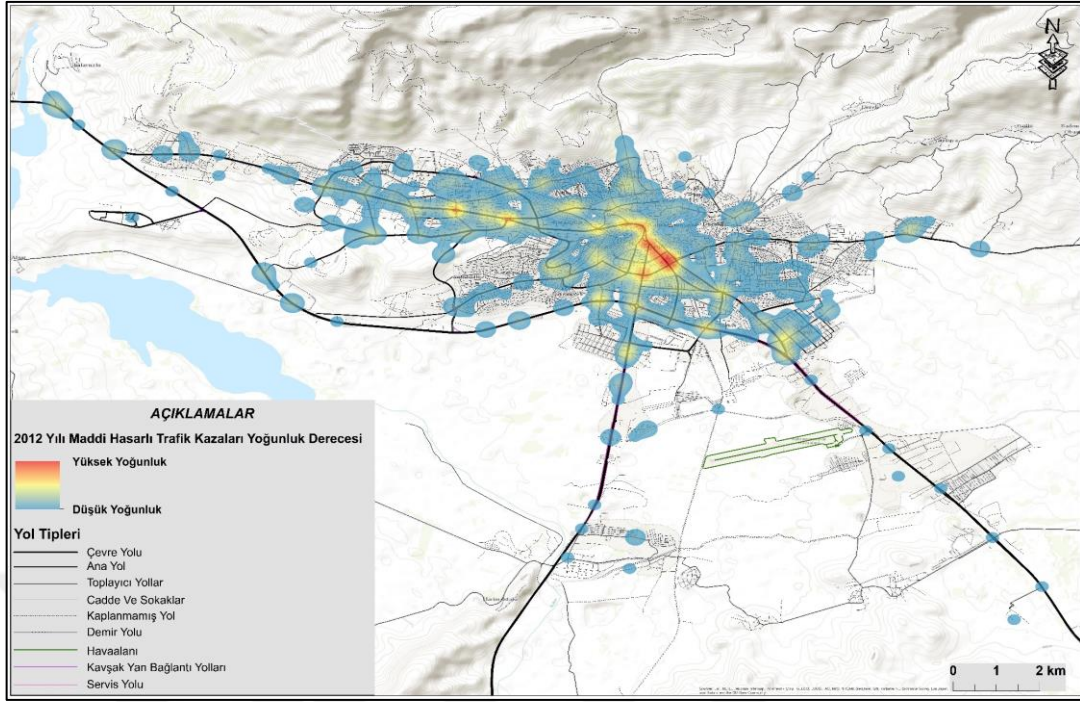 N
AÇIKLAMALAR
2012 Yılı Maddi Hasarlı Trafik Kazaları Yoğunluk Derecesi
Yüksek Yoğunluk
Düşük Yoğunluk
Yol Tipleri
Çevre Yolu
Ana Yol
Toplayıcı Yollar
Cadde Ve Sokaklar
Kaplanmamış Yol
Demir Yolu
Havaalanı
Kavşak Yan Bağlantı Yolları
Servis Yolu
0 1 2 km